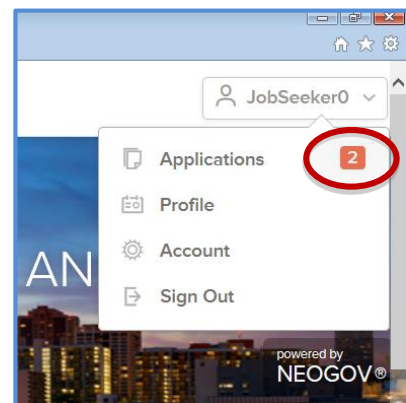 JobSeeker0
Applications 2
Profile
Account
Sign Out
AN
powered by
NEOGOV®